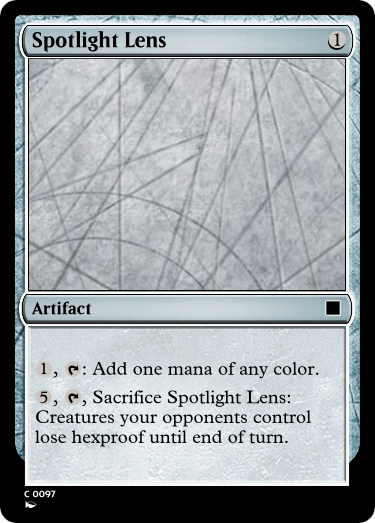 Spotlight Lens 1
Artifact
1, : Add one mana of any color.
5, , Sacrifice Spotlight Lens:
Creatures your opponents control
lose hexproof until end of turn.
C 0097